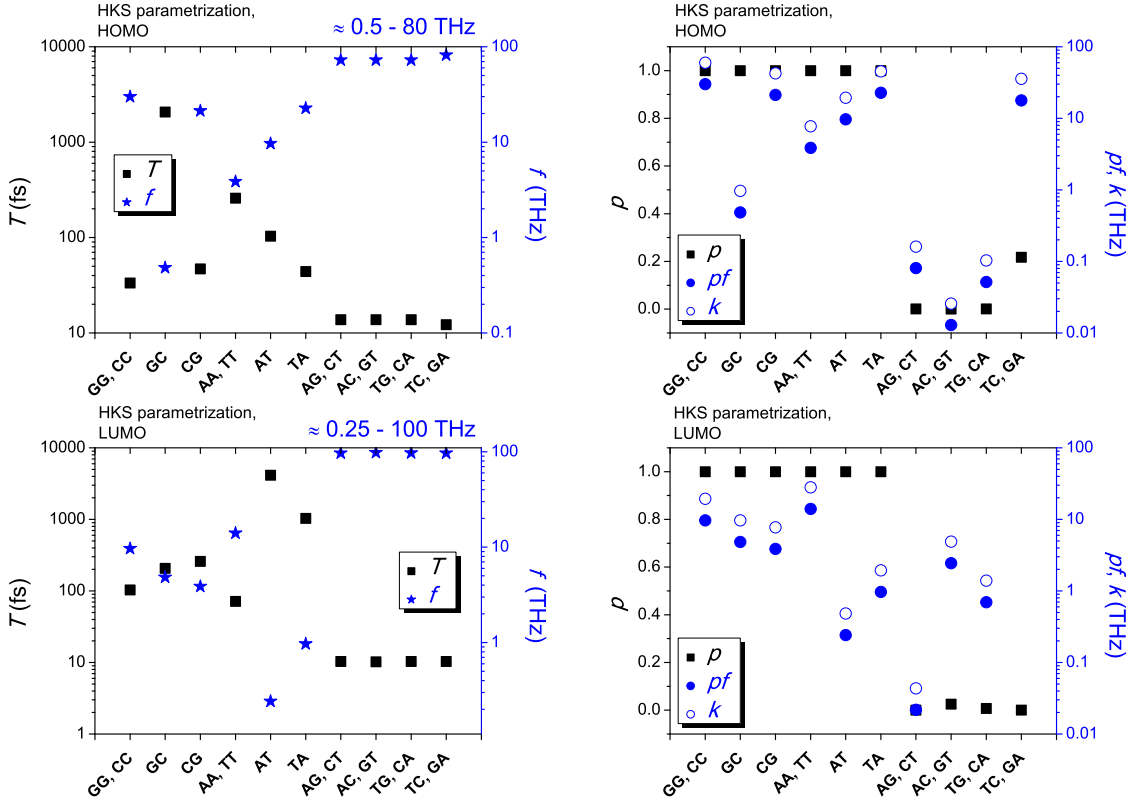 HKS parametrization,
HOMO
≈ 0.5 - 80 THz
10000
1000
100
10
T (fs)
T
f
100
10
1
0.1
f (THz)
GG, CC
GC
CG
AA, TT
AT
TA
AG, CT
AC, GT
TG, CA
TC, GA
HKS parametrization,
HOMO
1.0
0.8
0.6
0.4
0.2
0.0
p
p
pf
k
100
10
1
0.1
0.01
pf, k (THz)
GG, CC
GC
CG
AA, TT
AT
TA
AG, CT
AC, GT
TG, CA
TC, GA
HKS parametrization,
LUMO
≈ 0.25 - 100 THz
10000
1000
100
10
1
T (fs)
T
f
100
10
1
f (THz)
GG, CC
GC
CG
AA, TT
AT
TA
AG, CT
AC, GT
TG, CA
TC, GA
HKS parametrization,
LUMO
1.0
0.8
0.6
0.4
0.2
0.0
p
p
pf
k
100
10
1
0.1
0.01
pf, k (THz)
GG, CC
GC
CG
AA, TT
AT
TA
AG, CT
AC, GT
TG, CA
TC, GA